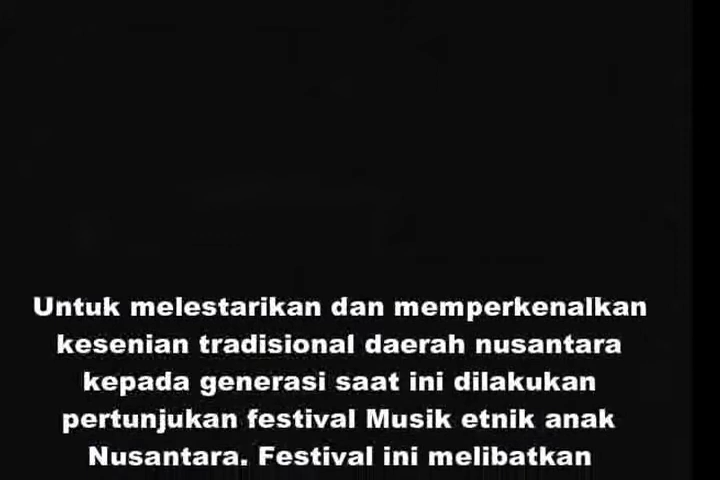 Untuk melestarikan dan memperkenalkan
kesenian tradisional daerah nusantara
kepada generasi saat ini dilakukan
pertunjukan festival Musik etnik anak
Nusantara. Festival ini melibatkan